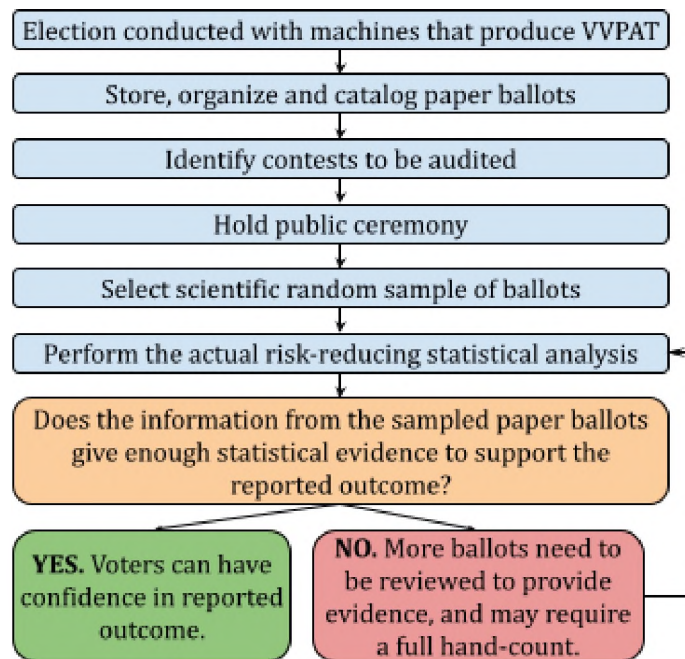 Election conducted with machines that produce VVPAT
Store, organize and catalog paper ballots
Identify contests to be audited
Hold public ceremony
Select scientific random sample of ballots
Perform the actual risk-reducing statistical analysis
Does the information from the sampled paper ballots
give enough statistical evidence to support the
reported outcome?
YES. Voters can have
confidence in reported
outcome.
NO. More ballots need to
be reviewed to provide
evidence, and may require
a full hand-count.